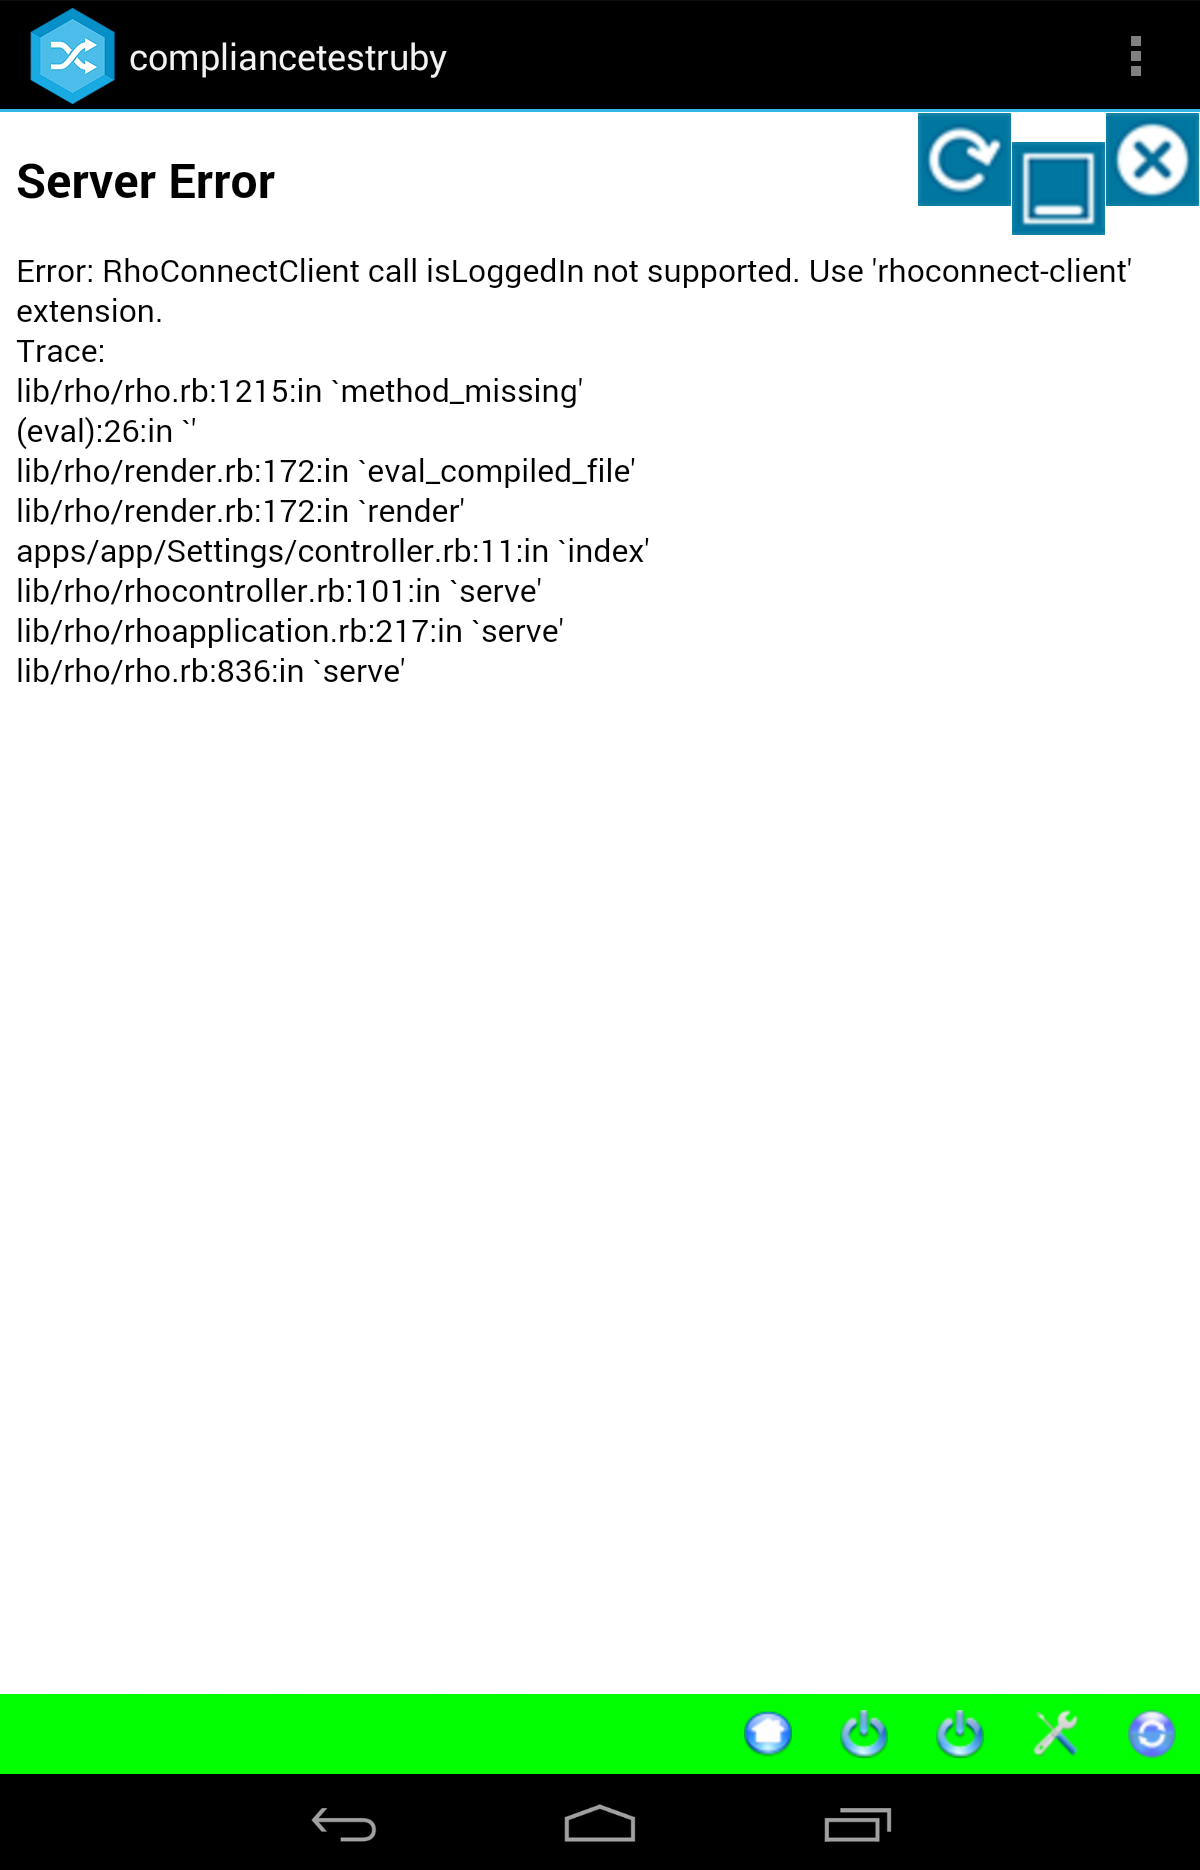 compliancetestruby
Server Error
Error: RhoConnectClient call isLoggedIn not supported. Use 'rhoconnect-client'
extension.
Trace:
lib/rho/rho.rb:1215:in `method_missing'
(eval):26:in `'
lib/rho/render.rb:172:in `eval_compiled_file'
lib/rho/render.rb:172:in `render'
apps/app/Settings/controller.rb:11:in `index'
lib/rho/rhocontroller.rb:101:in `serve'
lib/rho/rhoapplication.rb:217:in `serve'
lib/rho/rho.rb:836:in `serve'